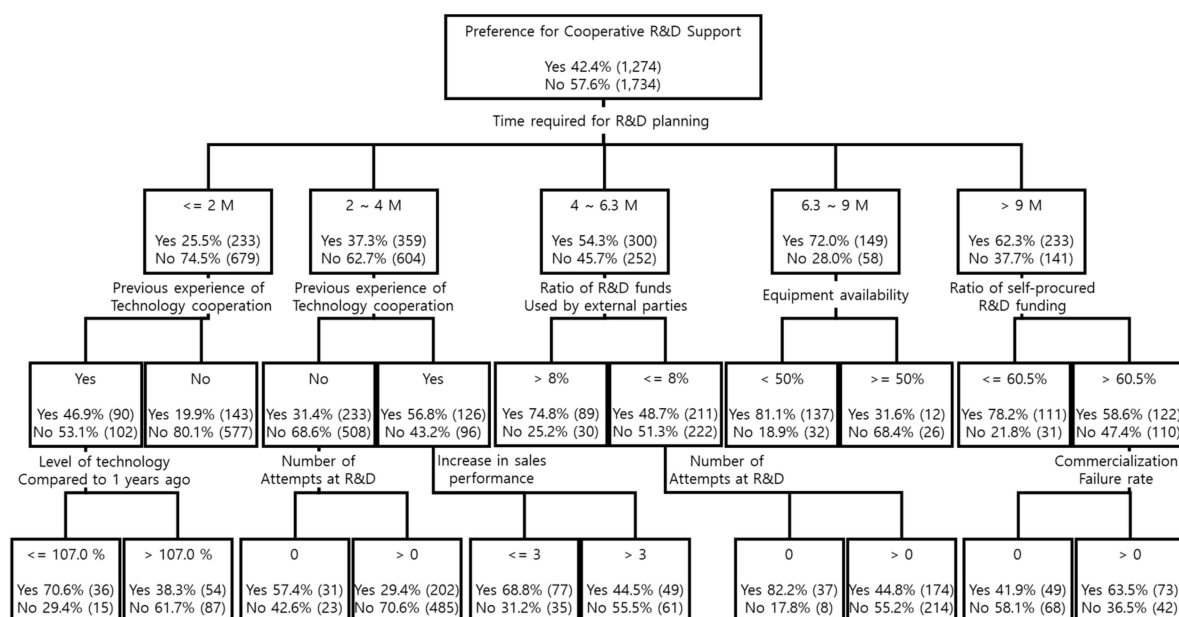 Preference for Cooperative R&D Support
Yes 42.4% (1,274)
No 57.6% (1,734)
Time required for R&D planning
<= 2 M
Yes 25.5% (233)
No 74.5% (679)
2 ~ 4 M
Yes 37.3% (359)
No 62.7% (604)
4 ~ 6.3 M
Yes 54.3% (300)
No 45.7% (252)
6.3 ~ 9 M
Yes 72.0% (149)
No 28.0% (58)
> 9 M
Yes 62.3% (233)
No 37.7% (141)
Previous experience of
Technology cooperation
Previous experience of
Technology cooperation
Ratio of R&D funds
Used by external parties
Equipment availability
Ratio of self-procured
R&D funding
Yes
Yes 46.9% (90)
No 53.1% (102)
No
Yes 19.9% (143)
No 80.1% (577)
No
Yes 31.4% (233)
No 68.6% (508)
Yes
Yes 56.8% (126)
No 43.2% (96)
> 8%
Yes 74.8% (89)
No 25.2% (30)
<= 8%
Yes 48.7% (211)
No 51.3% (222)
< 50%
Yes 81.1% (137)
No 18.9% (32)
>= 50%
Yes 31.6% (12)
No 68.4% (26)
<= 60.5%
Yes 78.2% (111)
No 21.8% (31)
> 60.5%
Yes 58.6% (122)
No 47.4% (110)
Level of technology
Compared to 1 years ago
Number of
Attempts at R&D
Increase in sales
performance
Number of
Attempts at R&D
Commercialization
Failure rate
<= 107.0 %
Yes 70.6% (36)
No 29.4% (15)
> 107.0 %
Yes 38.3% (54)
No 61.7% (87)
0
Yes 57.4% (31)
No 42.6% (23)
> 0
Yes 29.4% (202)
No 70.6% (485)
<= 3
Yes 68.8% (77)
No 31.2% (35)
> 3
Yes 44.5% (49)
No 55.5% (61)
0
Yes 82.2% (37)
No 17.8% (8)
> 0
Yes 44.8% (174)
No 55.2% (214)
0
Yes 41.9% (49)
No 58.1% (68)
> 0
Yes 63.5% (73)
No 36.5% (42)